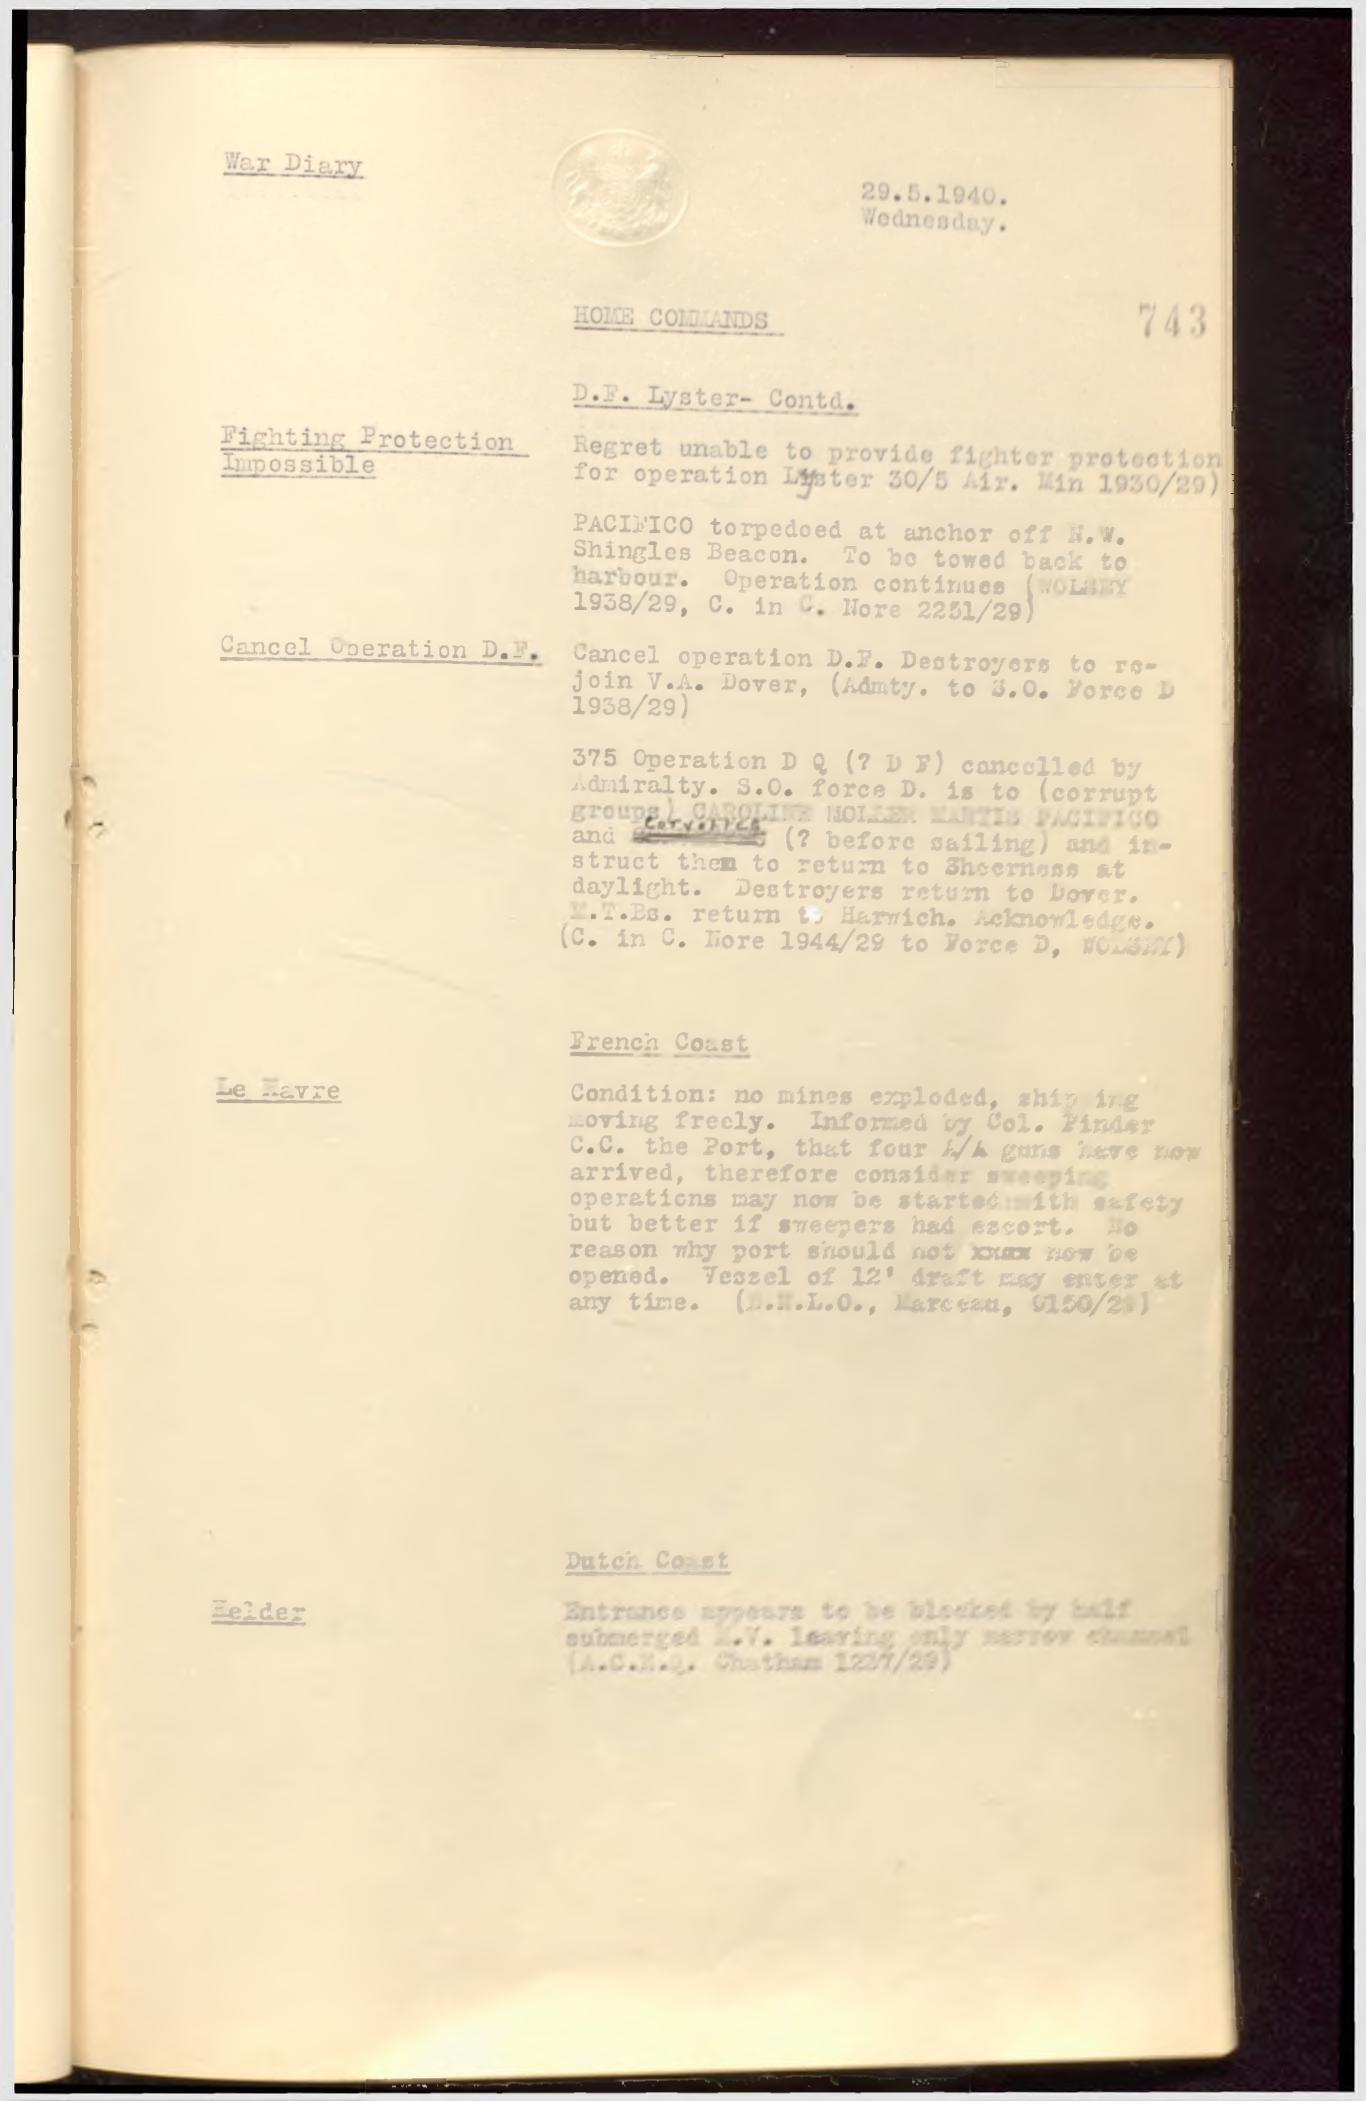 War Diary
29.5.1940.
Wednesday.
HOME COMMANDS
743
D.F. Lyster- Contd.
Fighting Protection
Impossible
Regret unable to provide fighter protection
for operation Lyster 30/5 Air. Min 1930/29)
PACIFICO torpedoed at anchor off N.W.
Shingles Beacon. To be towed back to
harbour. Operation continues (WOLSEY
1938/29, C. in C. Nore 2251/29)
Cancel Operation D.F.
Cancel operation D.F. Destroyers to re-
join V.A. Dover, (Admty. to S.O. Force D
1938/29)
375 Operation D Q (? D F) cancelled by
Admiralty. S.O. force D. is to (corrupt
groups) CAROLINE MOLLER MARTIS PACIFICO
and corvettes (? before sailing) and in-
struct them to return to Sheerness at
daylight. Destroyers return to Dover.
M.T.Bs. return to Harwich. Acknowledge.
(C. in C. Nore 1944/29 to Force D, WOLSEY)
French Coast
Le Havre
Condition: no mines exploded, shipping
moving freely. Informed by Col. Pinder
C.C. the Port, that four A/A guns have now
arrived, therefore consider sweeping
operations may now be started with safety
but better if sweepers had escort. No
reason why port should not xxxx now be
opened. Vessel of 12' draft may enter at
any time. (B.N.L.O., Marceau, 0150/29)
Dutch Coast
Helder
Entrance appears to be blocked by half
submerged M.V. leaving only narrow channel
(A.C.H.Q. Chatham 1237/29)